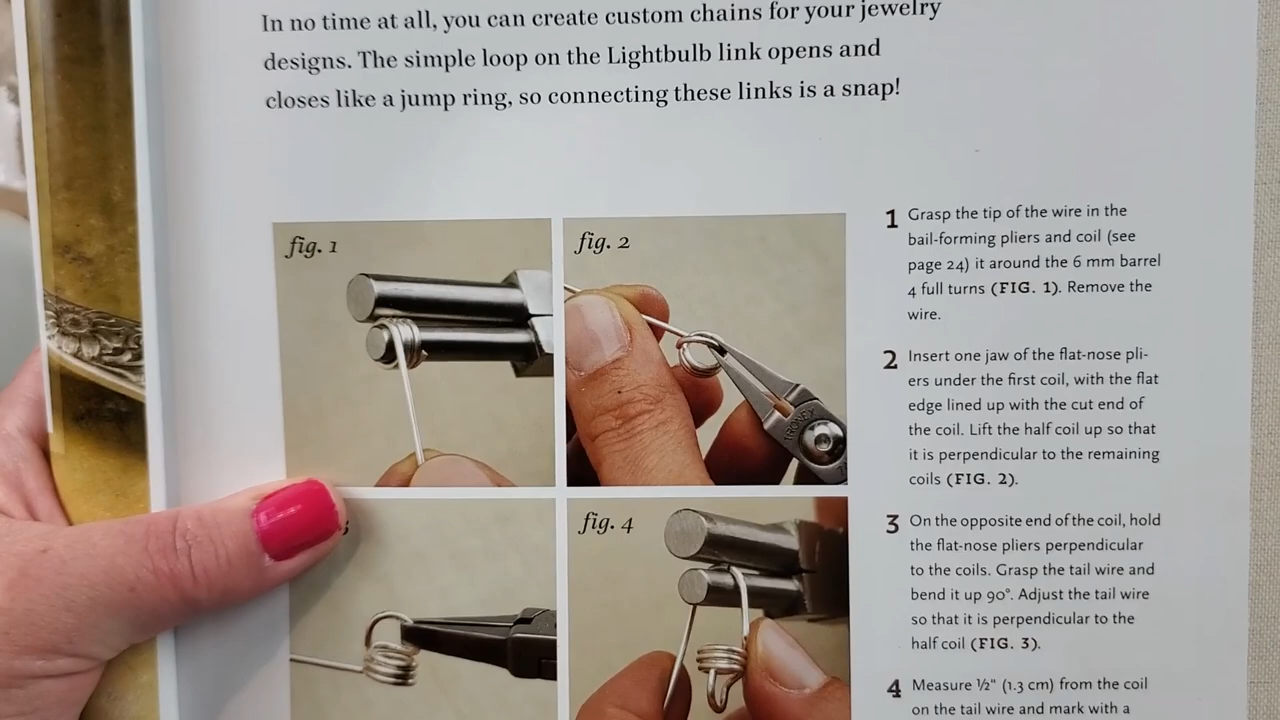 In no time at all, you can create custom chains for your jewelry
designs. The simple loop on the Lightbulb link opens and
closes like a jump ring, so connecting these links is a snap!
fig. 1
fig. 2
TRONEX
fig. 4
1 Grasp the tip of the wire in the
bail-forming pliers and coil (see
page 24) it around the 6 mm barrel
4 full turns (FIG. 1). Remove the
wire.
2 Insert one jaw of the flat-nose pli-
ers under the first coil, with the flat
edge lined up with the cut end of
the coil. Lift the half coil up so that
it is perpendicular to the remaining
coils (FIG. 2).
3 On the opposite end of the coil, hold
the flat-nose pliers perpendicular
to the coils. Grasp the tail wire and
bend it up 90°. Adjust the tail wire
so that it is perpendicular to the
half coil (FIG. 3).
4 Measure ½" (1.3 cm) from the coil
on the tail wire and mark with a